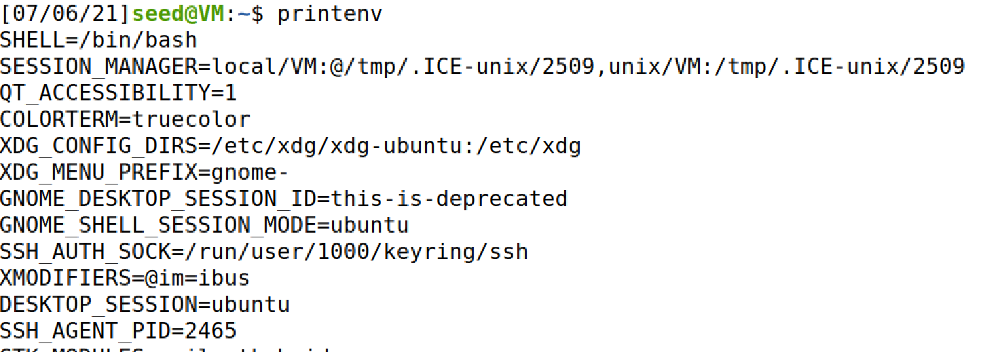 [07/06/21]seed@VM:~$ printenv
SHELL=/bin/bash
SESSION_MANAGER=local/VM:@/tmp/.ICE-unix/2509,unix/VM:/tmp/.ICE-unix/2509
QT_ACCESSIBILITY=1
COLORTERM=truecolor
XDG_CONFIG_DIRS=/etc/xdg/xdg-ubuntu:/etc/xdg
XDG_MENU_PREFIX=gnome-
GNOME_DESKTOP_SESSION_ID=this-is-deprecated
GNOME_SHELL_SESSION_MODE=ubuntu
SSH_AUTH_SOCK=/run/user/1000/keyring/ssh
XMODIFIERS=@im=ibus
DESKTOP_SESSION=ubuntu
SSH_AGENT_PID=2465